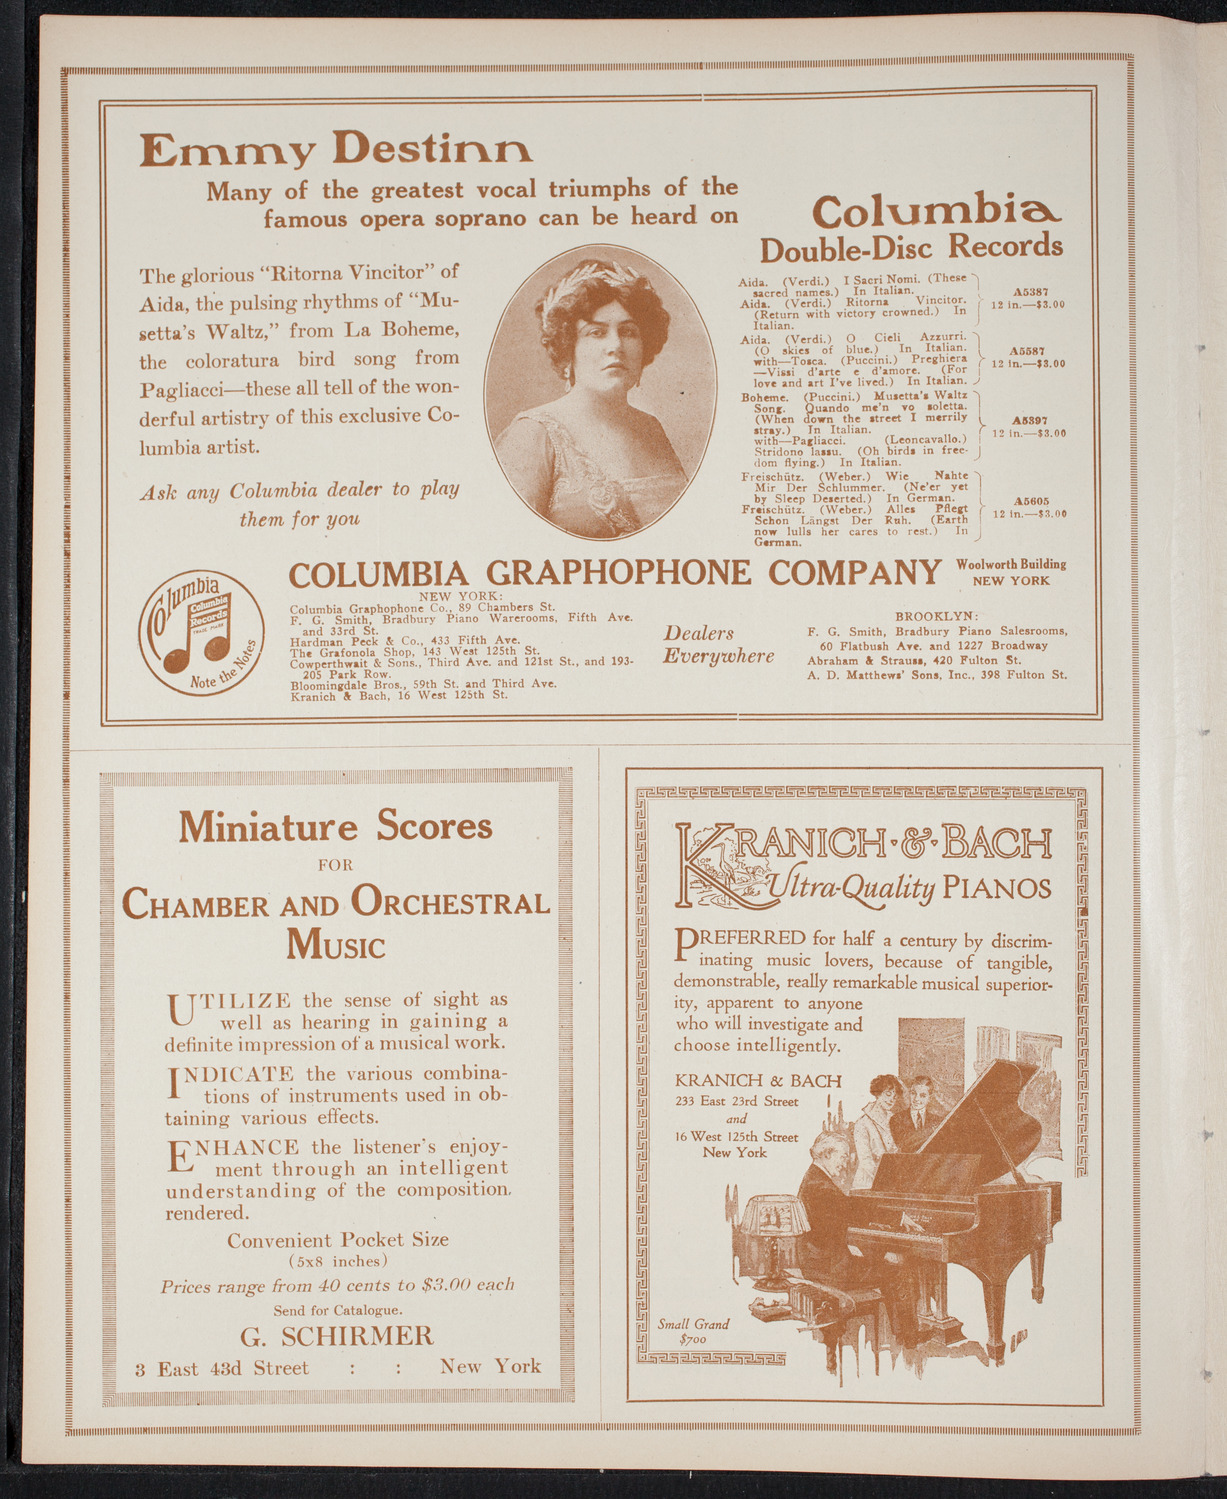 Emmy Destinn
Many of the greatest vocal triumphs of the
famous opera soprano can be heard on
Columbia
Double-Disc Records
The glorious "Ritorna Vincitor" of
Aida, the pulsing rhythms of "Mu-
setta's Waltz," from La Boheme,
the coloratura bird song from
Pagliacci—these all tell of the won-
derful artistry of this exclusive Co-
lumbia artist.
Ask any Columbia dealer to play
them for you
Aida. (Verdi.) I Sacri Nomi. (These
sacred names.) In Italian.
Aida. (Verdi.) Ritorna Vincitor.
(Return with victory crowned.) In
Italian.
A5387
12 in.—$3.00
Aida. (Verdi.) O Cieli Azzurri.
(O skies of blue.) In Italian.
with—Tosca. (Puccini.) Preghiera
—Vissi d'arte e d'amore. (For
love and art I've lived.) In Italian.
A5587
12 in.—$3.00
Boheme. (Puccini.) Musetta's Waltz
Song. Quando me'n vo soletta.
(When down the street I merrily
stray.) In Italian.
with—Pagliacci. (Leoncavallo.)
Stridono lassu. (Oh birds in free-
dom flying.) In Italian.
A5397
12 in.—$3.00
Freischütz. (Weber.) Wie Nahte
Mir Der Schlummer. (Ne'er yet
by Sleep Deserted.) In German.
Freischütz. (Weber.) Alles Pflegt
Schon Längst Der Ruh. (Earth
now lulls her cares to rest.) In
German.
A5605
12 in.—$3.00
Columbia
Columbia
Records
TRADE MARK
Note the Notes
COLUMBIA GRAPHOPHONE COMPANY
Woolworth Building
NEW YORK
NEW YORK:
Columbia Graphophone Co., 89 Chambers St.
F. G. Smith, Bradbury Piano Warerooms, Fifth Ave.
and 33rd St.
Hardman Peck & Co., 433 Fifth Ave.
The Grafonola Shop, 143 West 125th St.
Cowperthwait & Sons., Third Ave. and 121st St., and 193-
205 Park Row.
Bloomingdale Bros., 59th St. and Third Ave.
Kranich & Bach, 16 West 125th St.
Dealers
Everywhere
BROOKLYN:
F. G. Smith, Bradbury Piano Salesrooms,
60 Flatbush Ave. and 1227 Broadway
Abraham & Strauss, 420 Fulton St.
A. D. Matthews' Sons, Inc., 398 Fulton St.
Miniature Scores
FOR
CHAMBER AND ORCHESTRAL
MUSIC
UTILIZE the sense of sight as
well as hearing in gaining a
definite impression of a musical work.
INDICATE the various combina-
tions of instruments used in ob-
taining various effects.
ENHANCE the listener's enjoy-
ment through an intelligent
understanding of the composition.
rendered.
Convenient Pocket Size
(5x8 inches)
Prices range from 40 cents to $3.00 each
Send for Catalogue.
G. SCHIRMER
3 East 43d Street : : New York
KRANICH·&·BACH
Ultra-Quality PIANOS
PREFERRED for half a century by discrim-
inating music lovers, because of tangible,
demonstrable, really remarkable musical superior-
ity, apparent to anyone
who will investigate and
choose intelligently.
KRANICH & BACH
233 East 23rd Street
and
16 West 125th Street
New York
Small Grand
$700